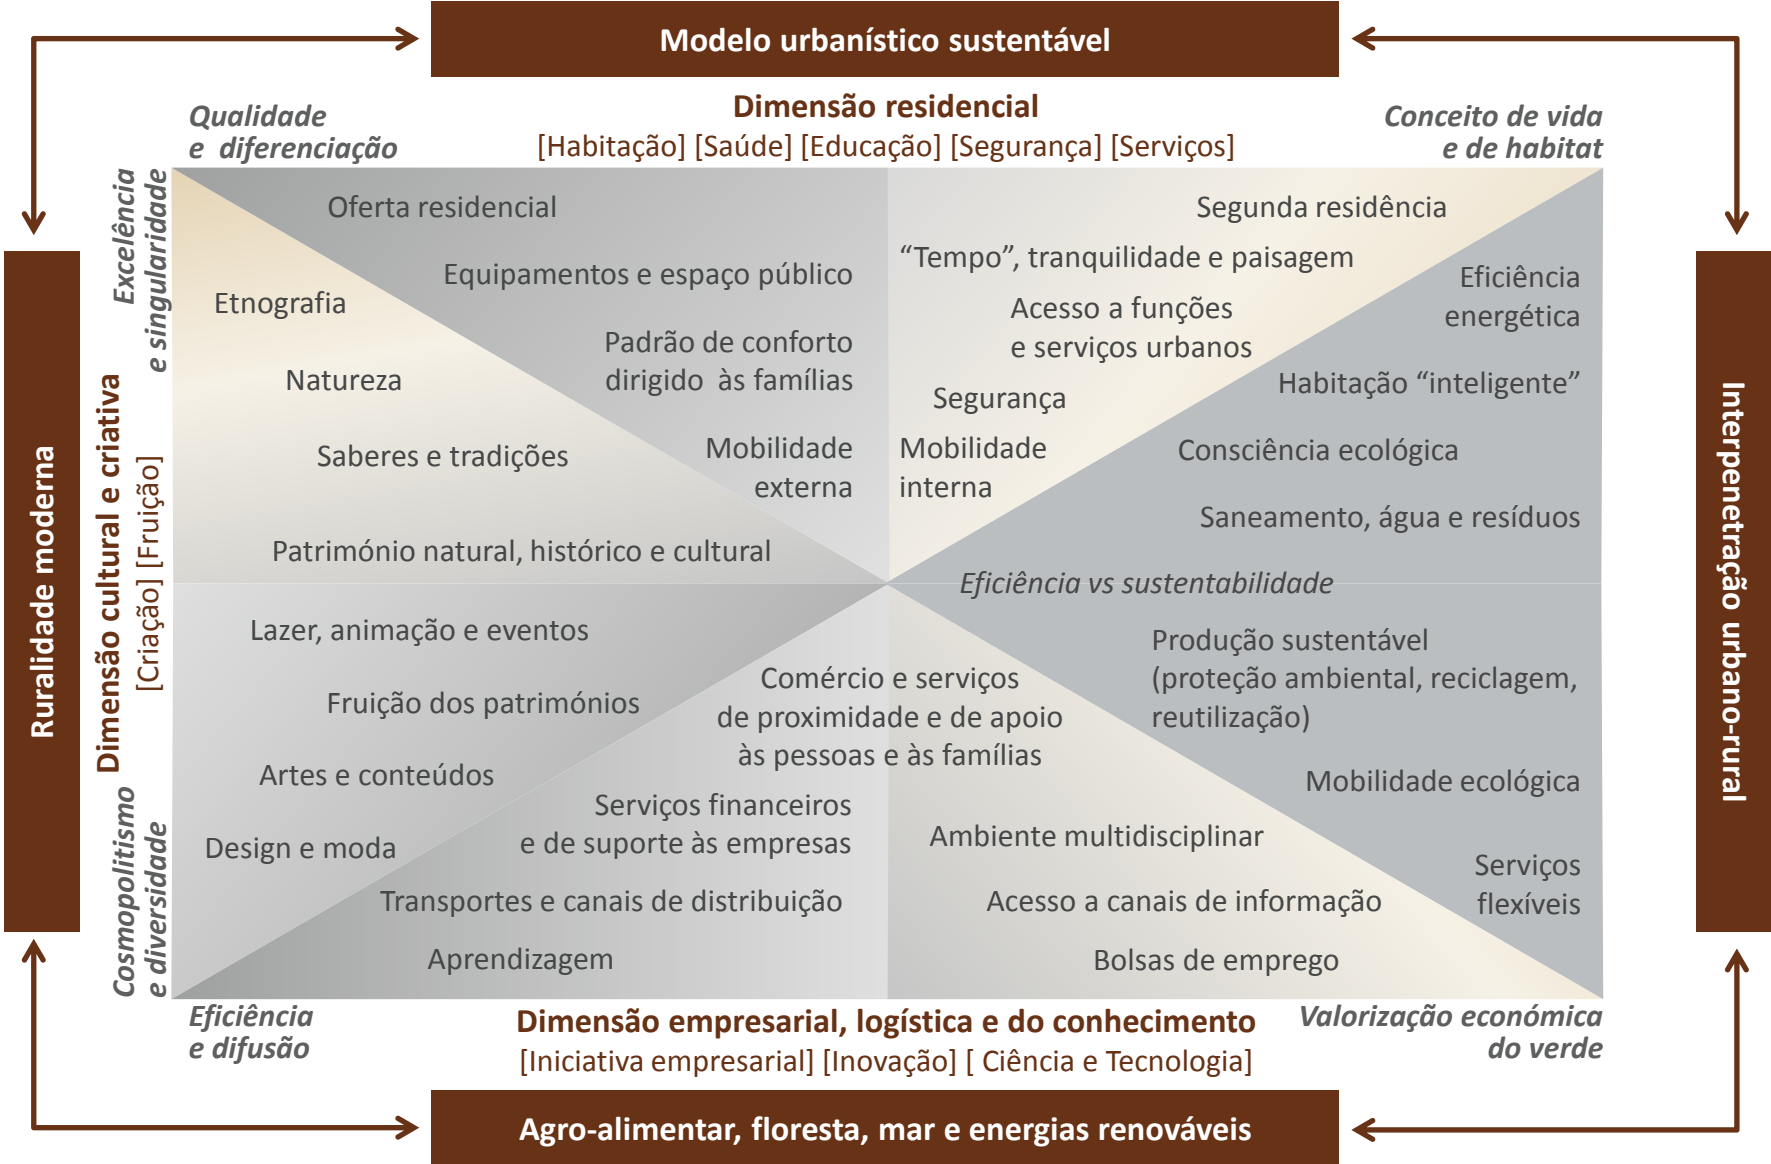 Modelo urbanístico sustentável
Dimensão residencial
[Habitação] [Saúde] [Educação] [Segurança] [Serviços]
Qualidade
e diferenciação
Conceito de vida
e de habitat
Excelência
e singularidade
Ruralidade moderna
Dimensão cultural e criativa
[Criação] [Fruição]
Cosmopolitismo
e diversidade
Oferta residencial
Equipamentos e espaço público
Padrão de conforto
dirigido às famílias
Mobilidade
externa
Segunda residência
“Tempo”, tranquilidade e paisagem
Acesso a funções
e serviços urbanos
Segurança
Mobilidade
interna
Etnografia
Natureza
Saberes e tradições
Património natural, histórico e cultural
Eficiência
energética
Habitação “inteligente”
Consciência ecológica
Saneamento, água e resíduos
Eficiência vs sustentabilidade
Lazer, animação e eventos
Fruição dos patrimónios
Artes e conteúdos
Design e moda
Produção sustentável
(proteção ambiental, reciclagem,
reutilização)
Mobilidade ecológica
Serviços
flexíveis
Comércio e serviços
de proximidade e de apoio
às pessoas e às famílias
Serviços financeiros
e de suporte às empresas
Transportes e canais de distribuição
Aprendizagem
Ambiente multidisciplinar
Acesso a canais de informação
Bolsas de emprego
Interpenetração urbano-rural
Eficiência
e difusão
Dimensão empresarial, logística e do conhecimento
[Iniciativa empresarial] [Inovação] [ Ciência e Tecnologia]
Valorização económica
do verde
Agro-alimentar, floresta, mar e energias renováveis